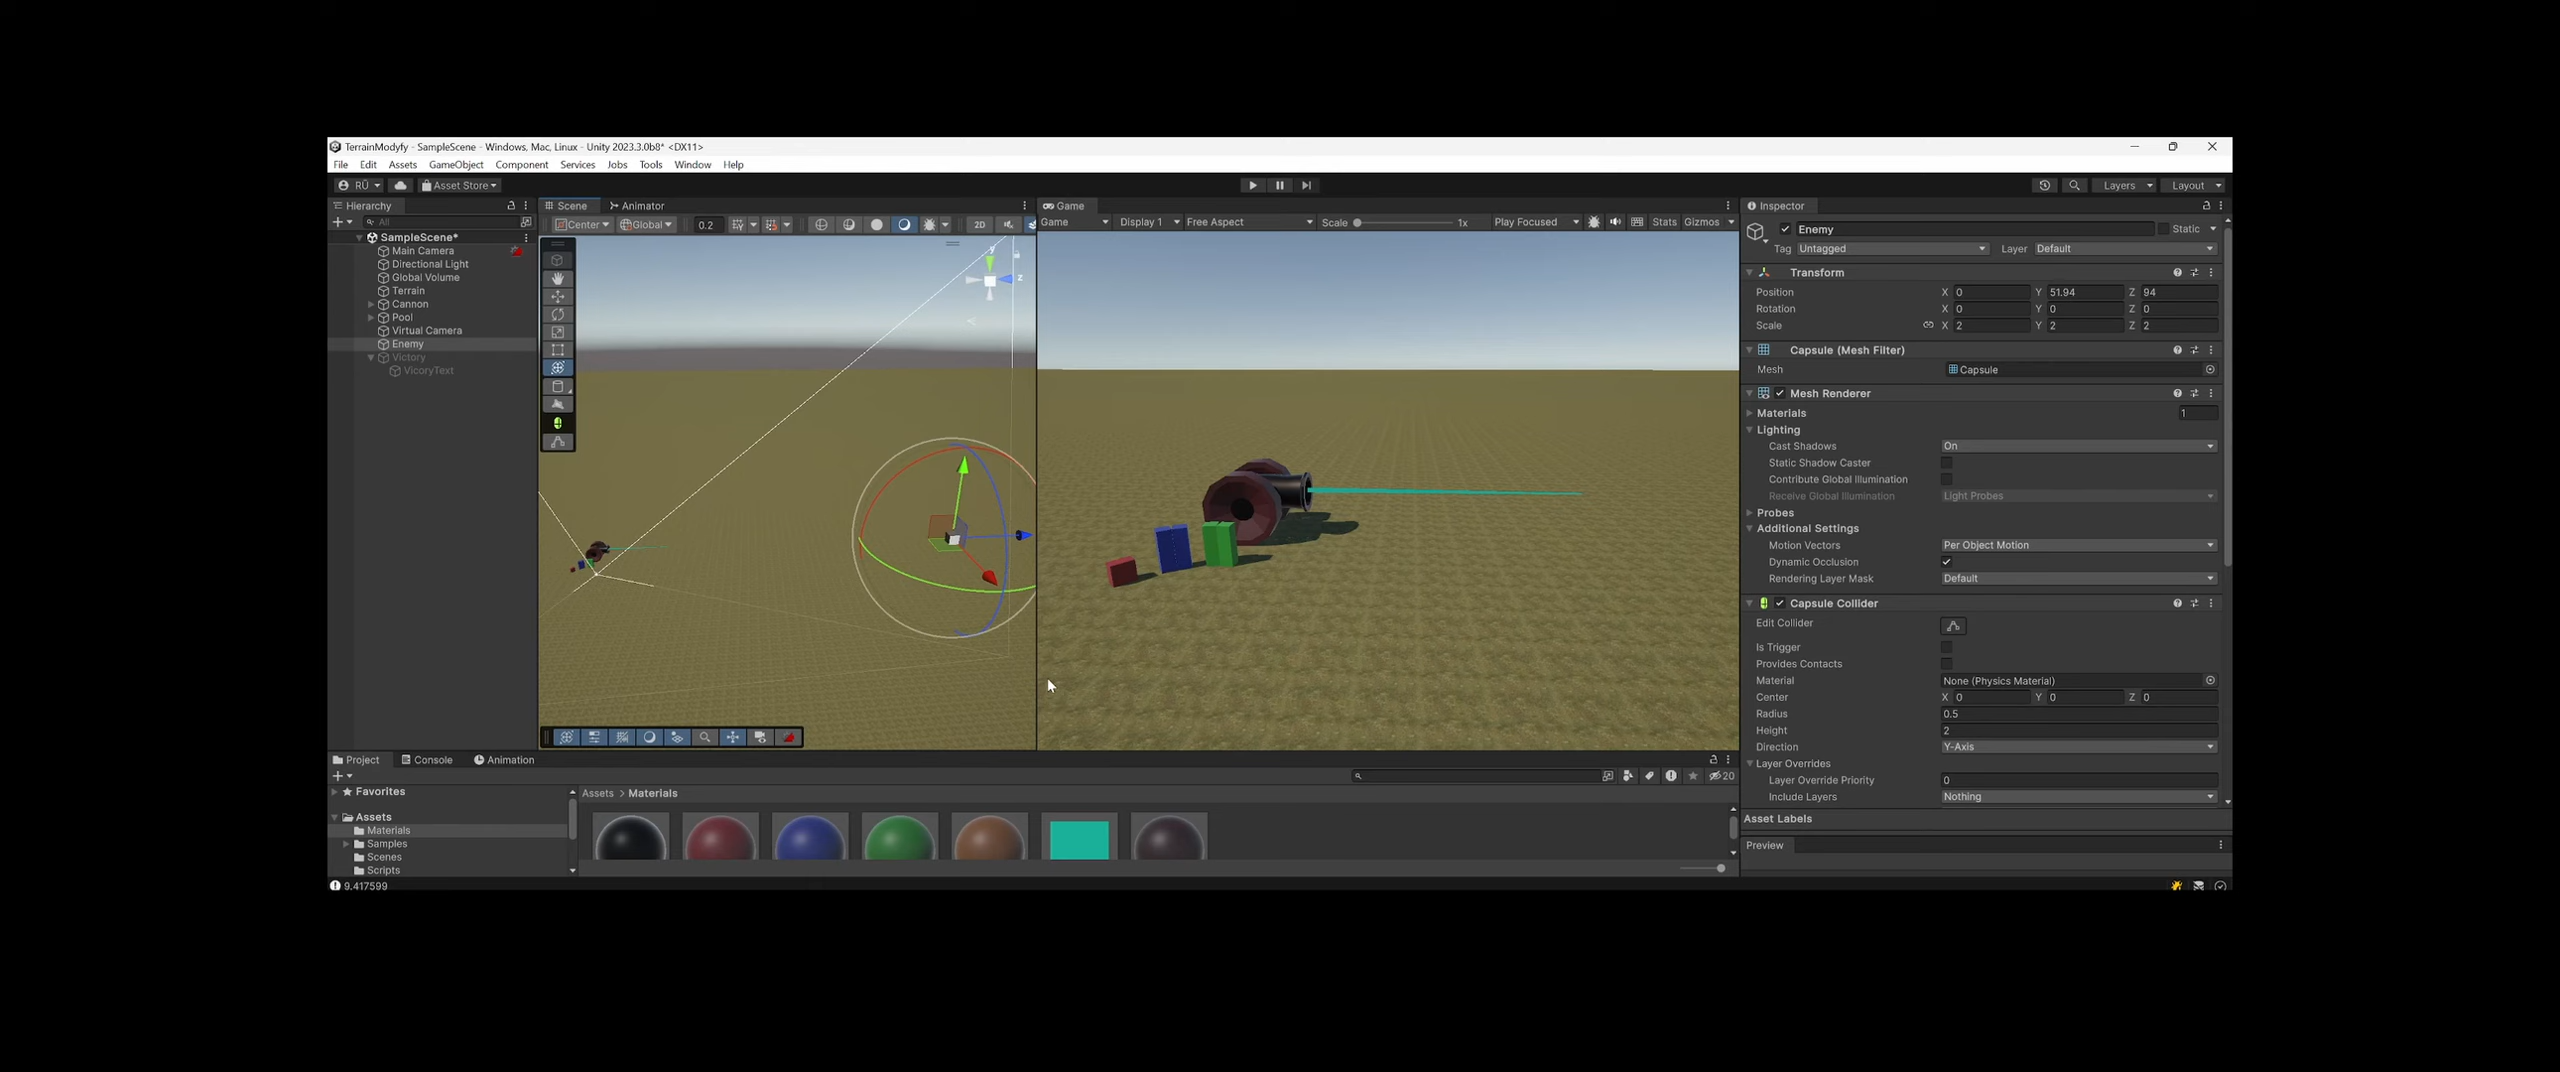 TerrainModyfy - SampleScene - Windows, Mac, Linux - Unity 2023.3.0b8* <DX11>
File Edit Assets GameObject Component Services Jobs Tools Window Help
RÜ Asset Store Layers Layout
Hierarchy
All
SampleScene*
Main Camera
Directional Light
Global Volume
Terrain
Cannon
Pool
Virtual Camera
Enemy
Victory
VicoryText
Scene Animator
Center Global 0.2 2D
y
z
Game
Game Display 1 Free Aspect Scale 1x Play Focused Stats Gizmos
Inspector
Enemy Static
Tag Untagged Layer Default
Transform
Position X 0 Y 51.94 Z 94
Rotation X 0 Y 0 Z 0
Scale X 2 Y 2 Z 2
Capsule (Mesh Filter)
Mesh Capsule
Mesh Renderer
Materials 1
Lighting
Cast Shadows On
Static Shadow Caster
Contribute Global Illumination
Receive Global Illumination Light Probes
Probes
Additional Settings
Motion Vectors Per Object Motion
Dynamic Occlusion
Rendering Layer Mask Default
Capsule Collider
Edit Collider
Is Trigger
Provides Contacts
Material None (Physics Material)
Center X 0 Y 0 Z 0
Radius 0.5
Height 2
Direction Y-Axis
Layer Overrides
Layer Override Priority 0
Include Layers Nothing
Asset Labels
Preview
Project Console Animation
20
Favorites
Assets
Materials
Samples
Scenes
Scripts
Assets > Materials
9.417599